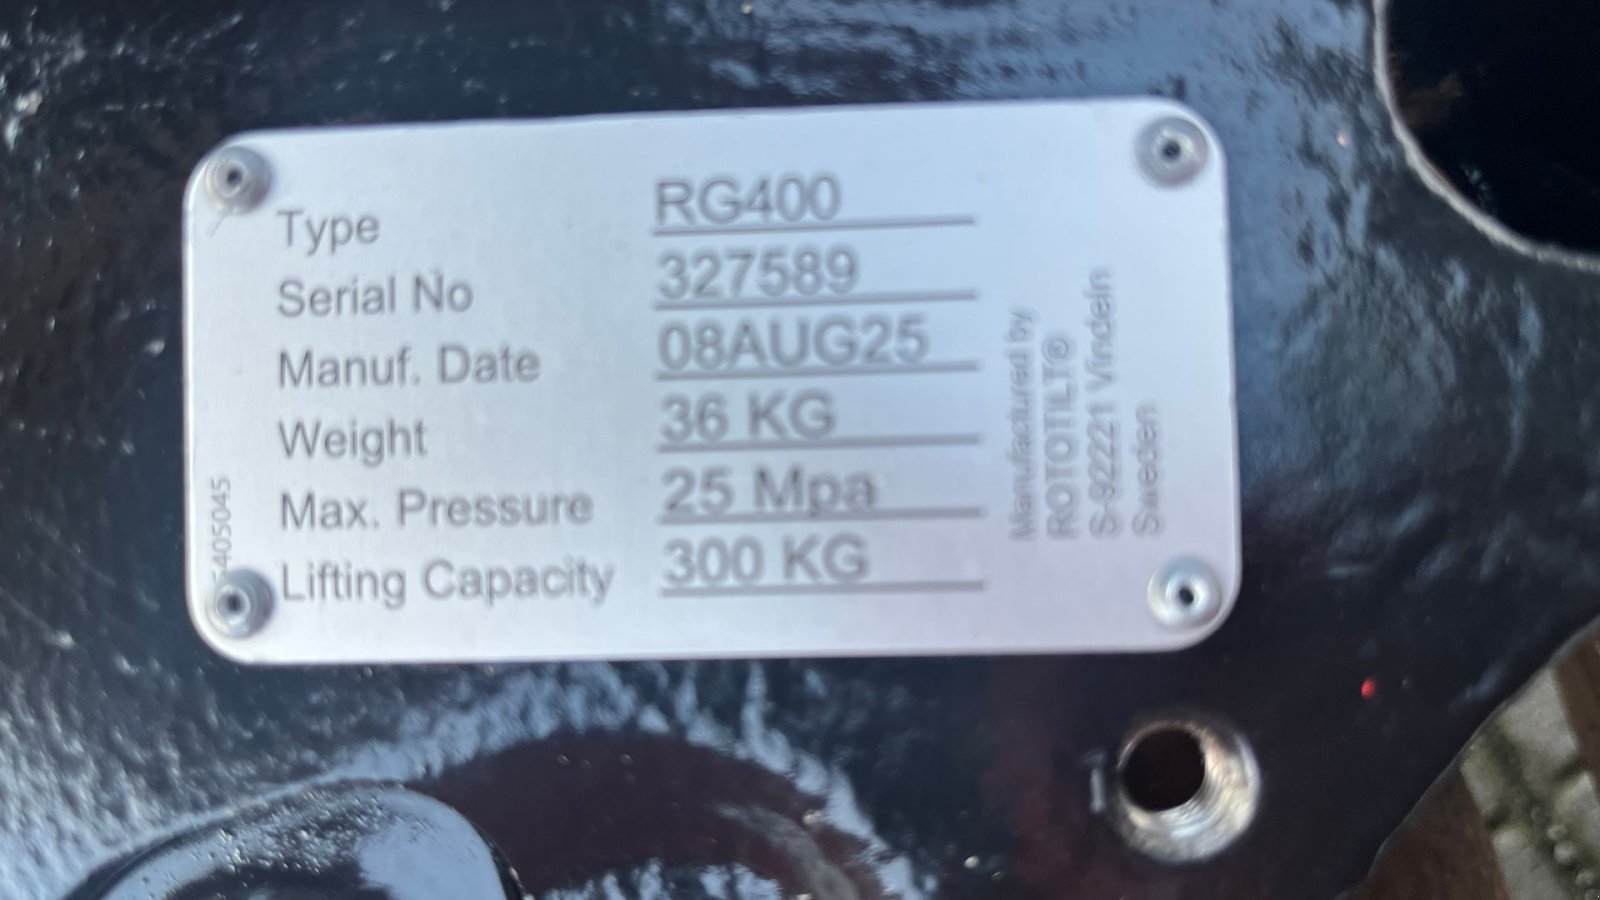 Type RG400
Serial No 327589
Manuf. Date 08AUG25
Weight 36 KG
Max. Pressure 25 Mpa
Lifting Capacity 300 KG
Manufactured by
ROTOTILT®
S-92221 Vindeln
Sweden
5405045